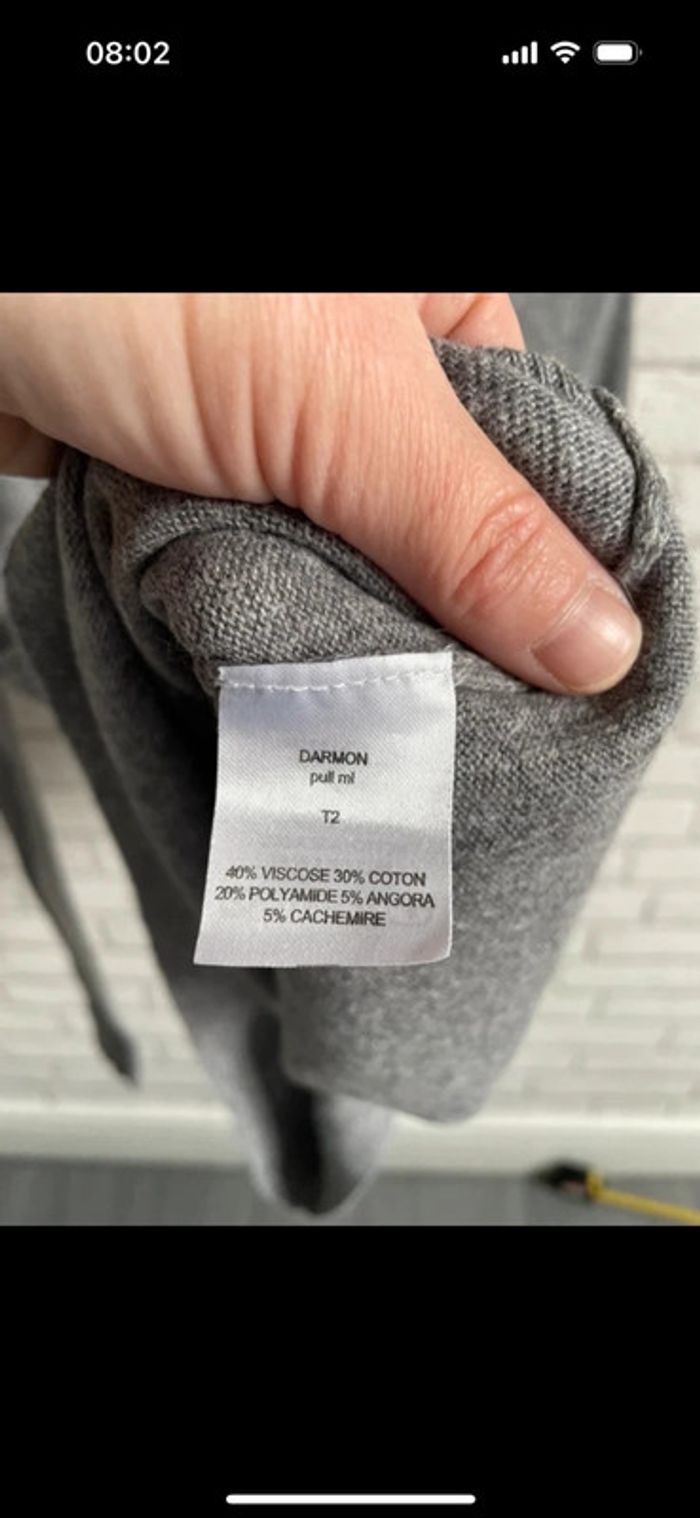 08:02
DARMON
pull ml
T2
40% VISCOSE 30% COTON
20% POLYAMIDE 5% ANGORA
5% CACHEMIRE